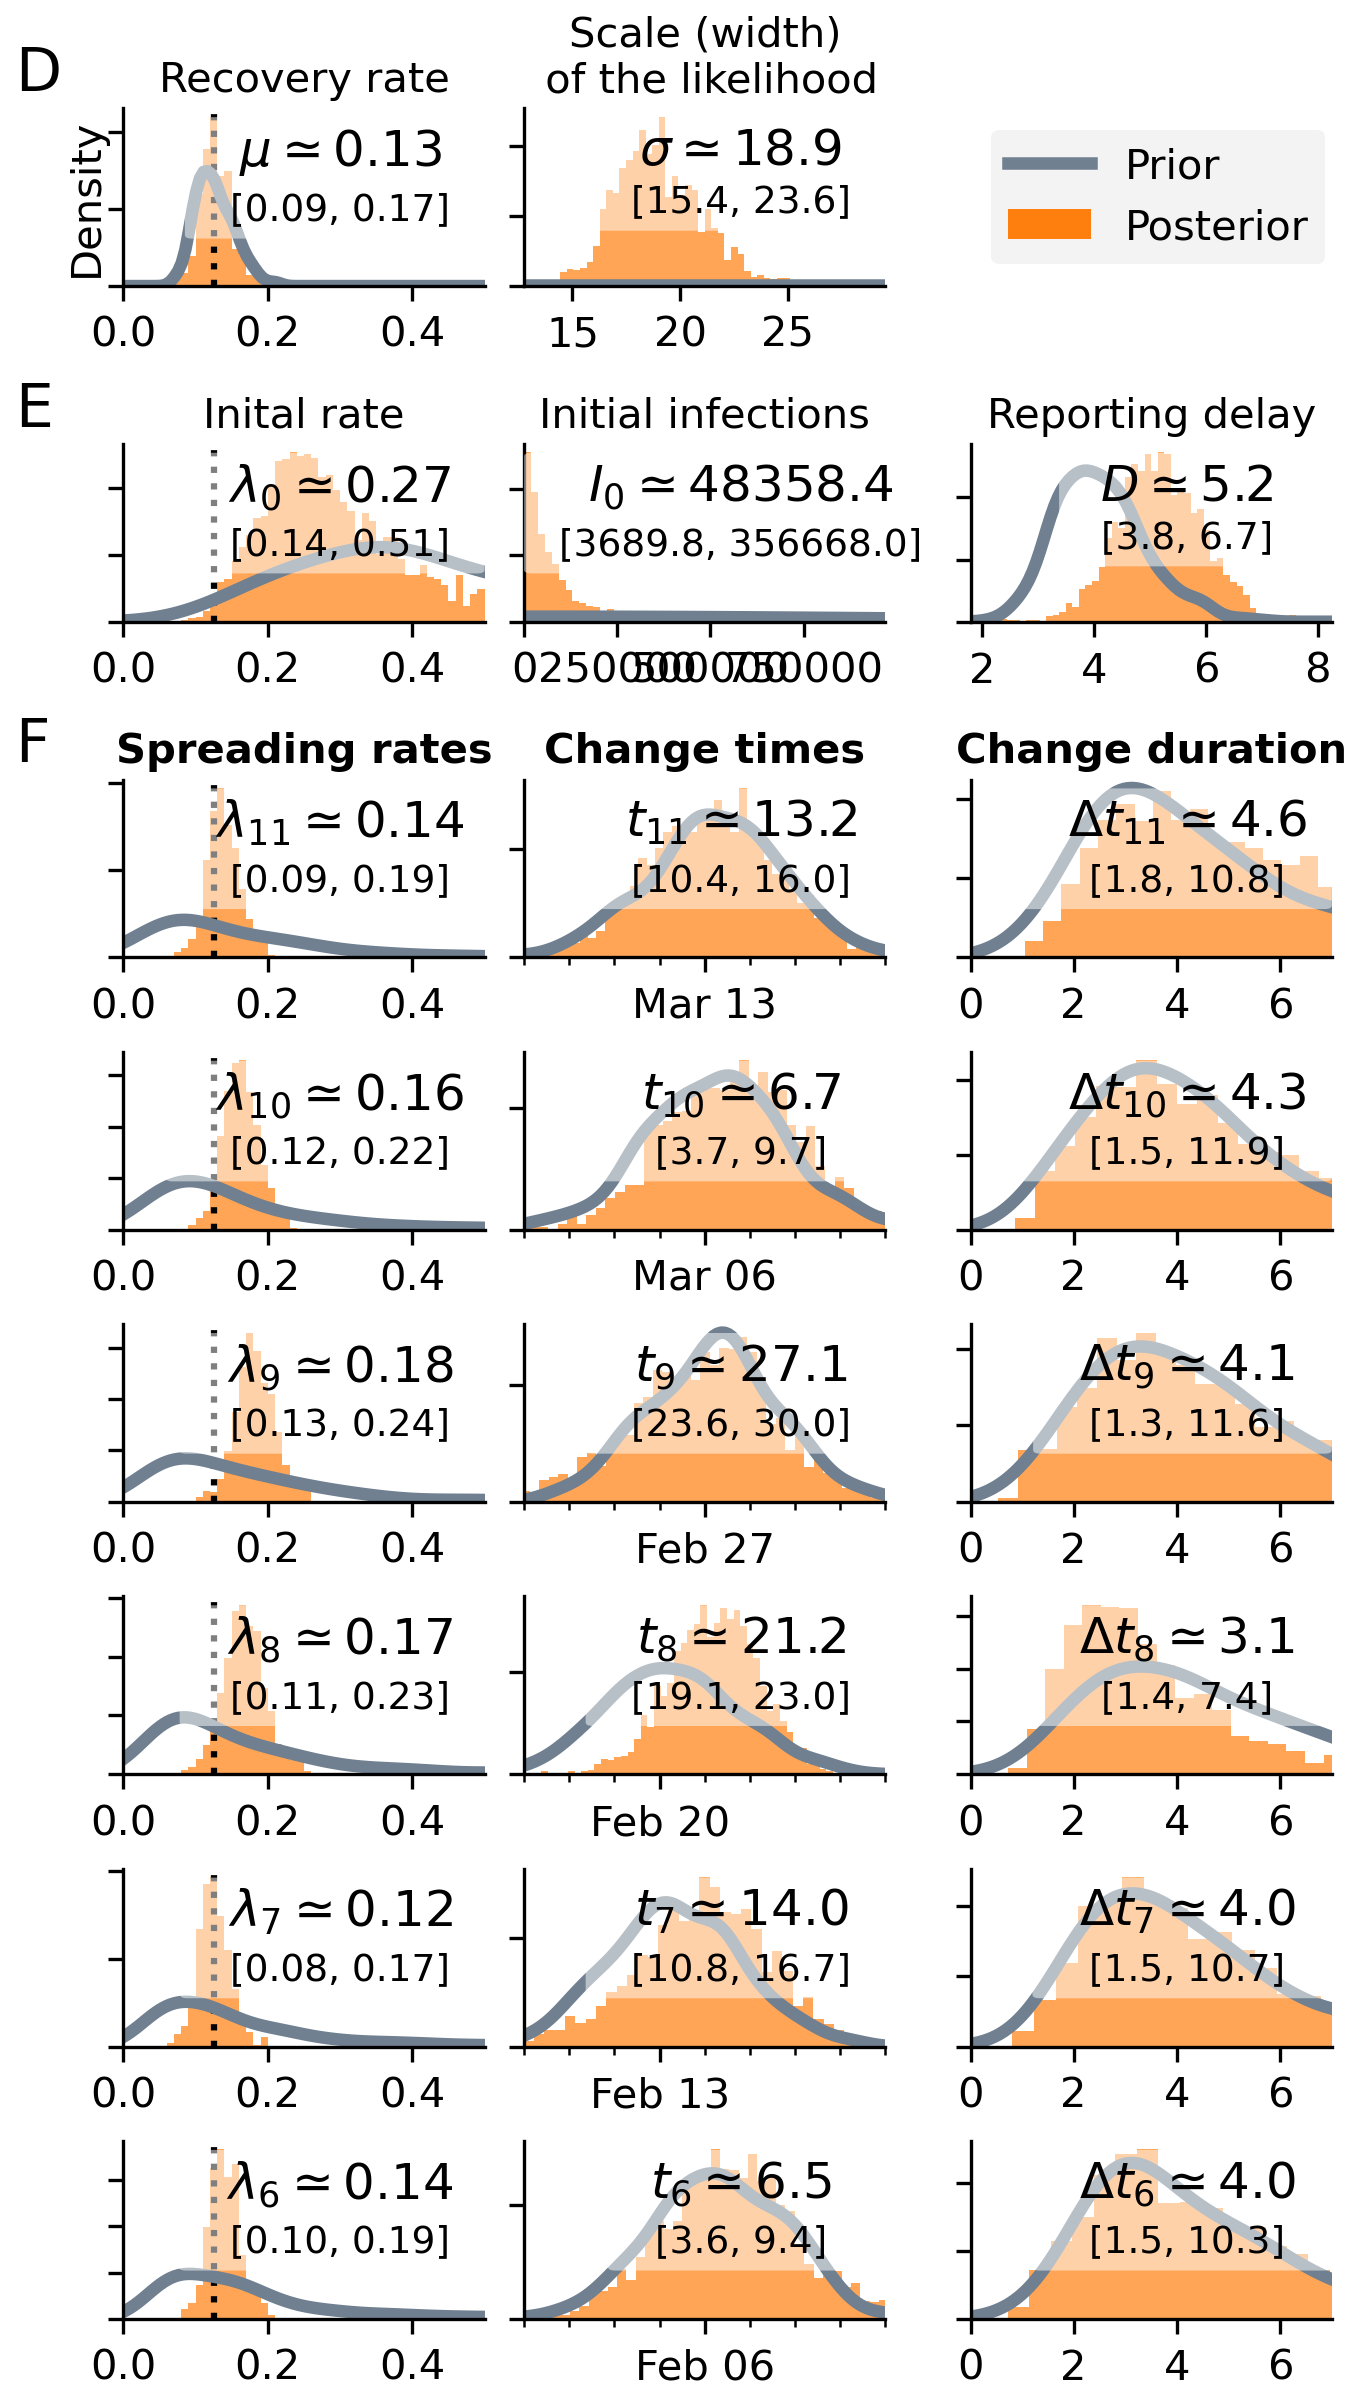 D
Recovery rate
Scale (width)
of the likelihood
Density
μ ≃ 0.13
[0.09, 0.17]
σ ≃ 18.9
[15.4, 23.6]
Prior
Posterior
0.0 0.2 0.4
15 20 25
E
Inital rate
Initial infections
Reporting delay
λ0 ≃ 0.27
[0.14, 0.51]
I0 ≃ 48358.4
[3689.8, 356668.0]
D ≃ 5.2
[3.8, 6.7]
0.0 0.2 0.4
0 250000 500000 750000
2 4 6 8
F
Spreading rates
Change times
Change duration
λ11 ≃ 0.14
[0.09, 0.19]
t11 ≃ 13.2
[10.4, 16.0]
Δt11 ≃ 4.6
[1.8, 10.8]
0.0 0.2 0.4
Mar 13
0 2 4 6
λ10 ≃ 0.16
[0.12, 0.22]
t10 ≃ 6.7
[3.7, 9.7]
Δt10 ≃ 4.3
[1.5, 11.9]
0.0 0.2 0.4
Mar 06
0 2 4 6
λ9 ≃ 0.18
[0.13, 0.24]
t9 ≃ 27.1
[23.6, 30.0]
Δt9 ≃ 4.1
[1.3, 11.6]
0.0 0.2 0.4
Feb 27
0 2 4 6
λ8 ≃ 0.17
[0.11, 0.23]
t8 ≃ 21.2
[19.1, 23.0]
Δt8 ≃ 3.1
[1.4, 7.4]
0.0 0.2 0.4
Feb 20
0 2 4 6
λ7 ≃ 0.12
[0.08, 0.17]
t7 ≃ 14.0
[10.8, 16.7]
Δt7 ≃ 4.0
[1.5, 10.7]
0.0 0.2 0.4
Feb 13
0 2 4 6
λ6 ≃ 0.14
[0.10, 0.19]
t6 ≃ 6.5
[3.6, 9.4]
Δt6 ≃ 4.0
[1.5, 10.3]
0.0 0.2 0.4
Feb 06
0 2 4 6